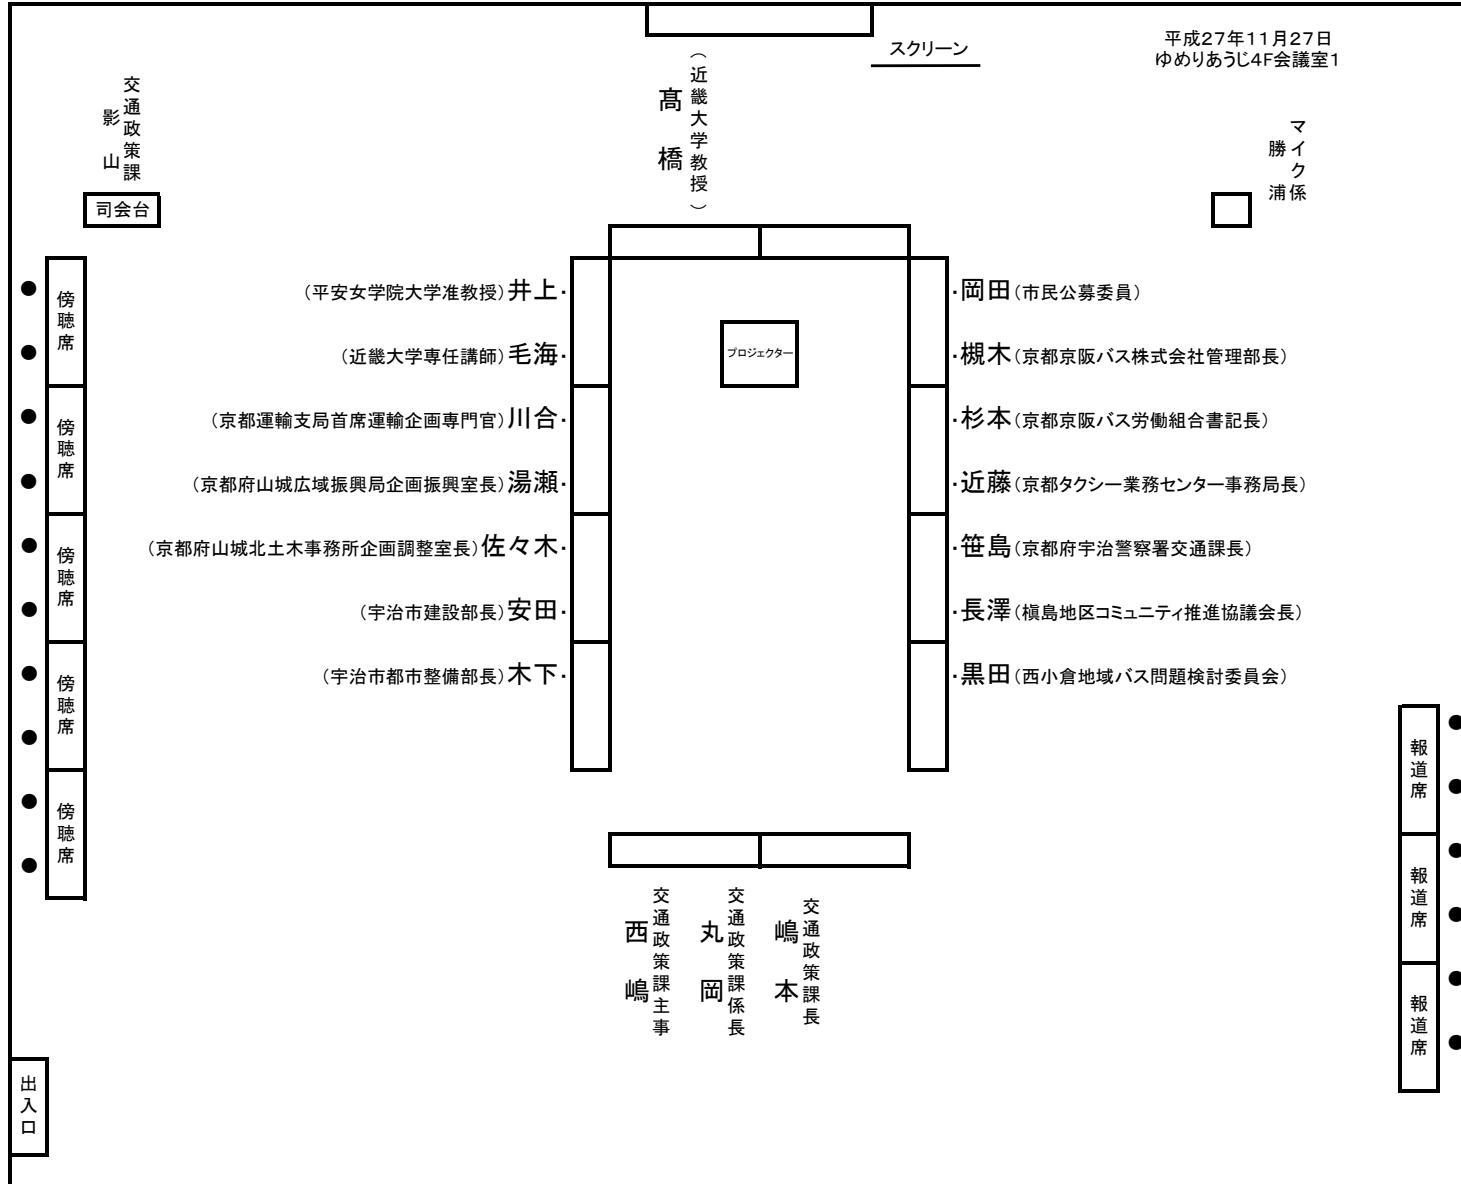 平成27年11月27日
ゆめりあうじ4F会議室1
スクリーン
（近畿大学教授）
髙橋
交通政策課
影山
司会台
マイク係
勝浦
プロジェクター
（平安女学院大学准教授）井上・
（近畿大学専任講師）毛海・
（京都運輸支局首席運輸企画専門官）川合・
（京都府山城広域振興局企画振興室長）湯瀬・
（京都府山城北土木事務所企画調整室長）佐々木・
（宇治市建設部長）安田・
（宇治市都市整備部長）木下・
・岡田（市民公募委員）
・槻木（京都京阪バス株式会社管理部長）
・杉本（京都京阪バス労働組合書記長）
・近藤（京都タクシー業務センター事務局長）
・笹島（京都府宇治警察署交通課長）
・長澤（槇島地区コミュニティ推進協議会長）
・黒田（西小倉地域バス問題検討委員会）
傍聴席
傍聴席
傍聴席
傍聴席
傍聴席
報道席
報道席
報道席
交通政策課長
嶋本
交通政策課係長
丸岡
交通政策課主事
西嶋
出入口